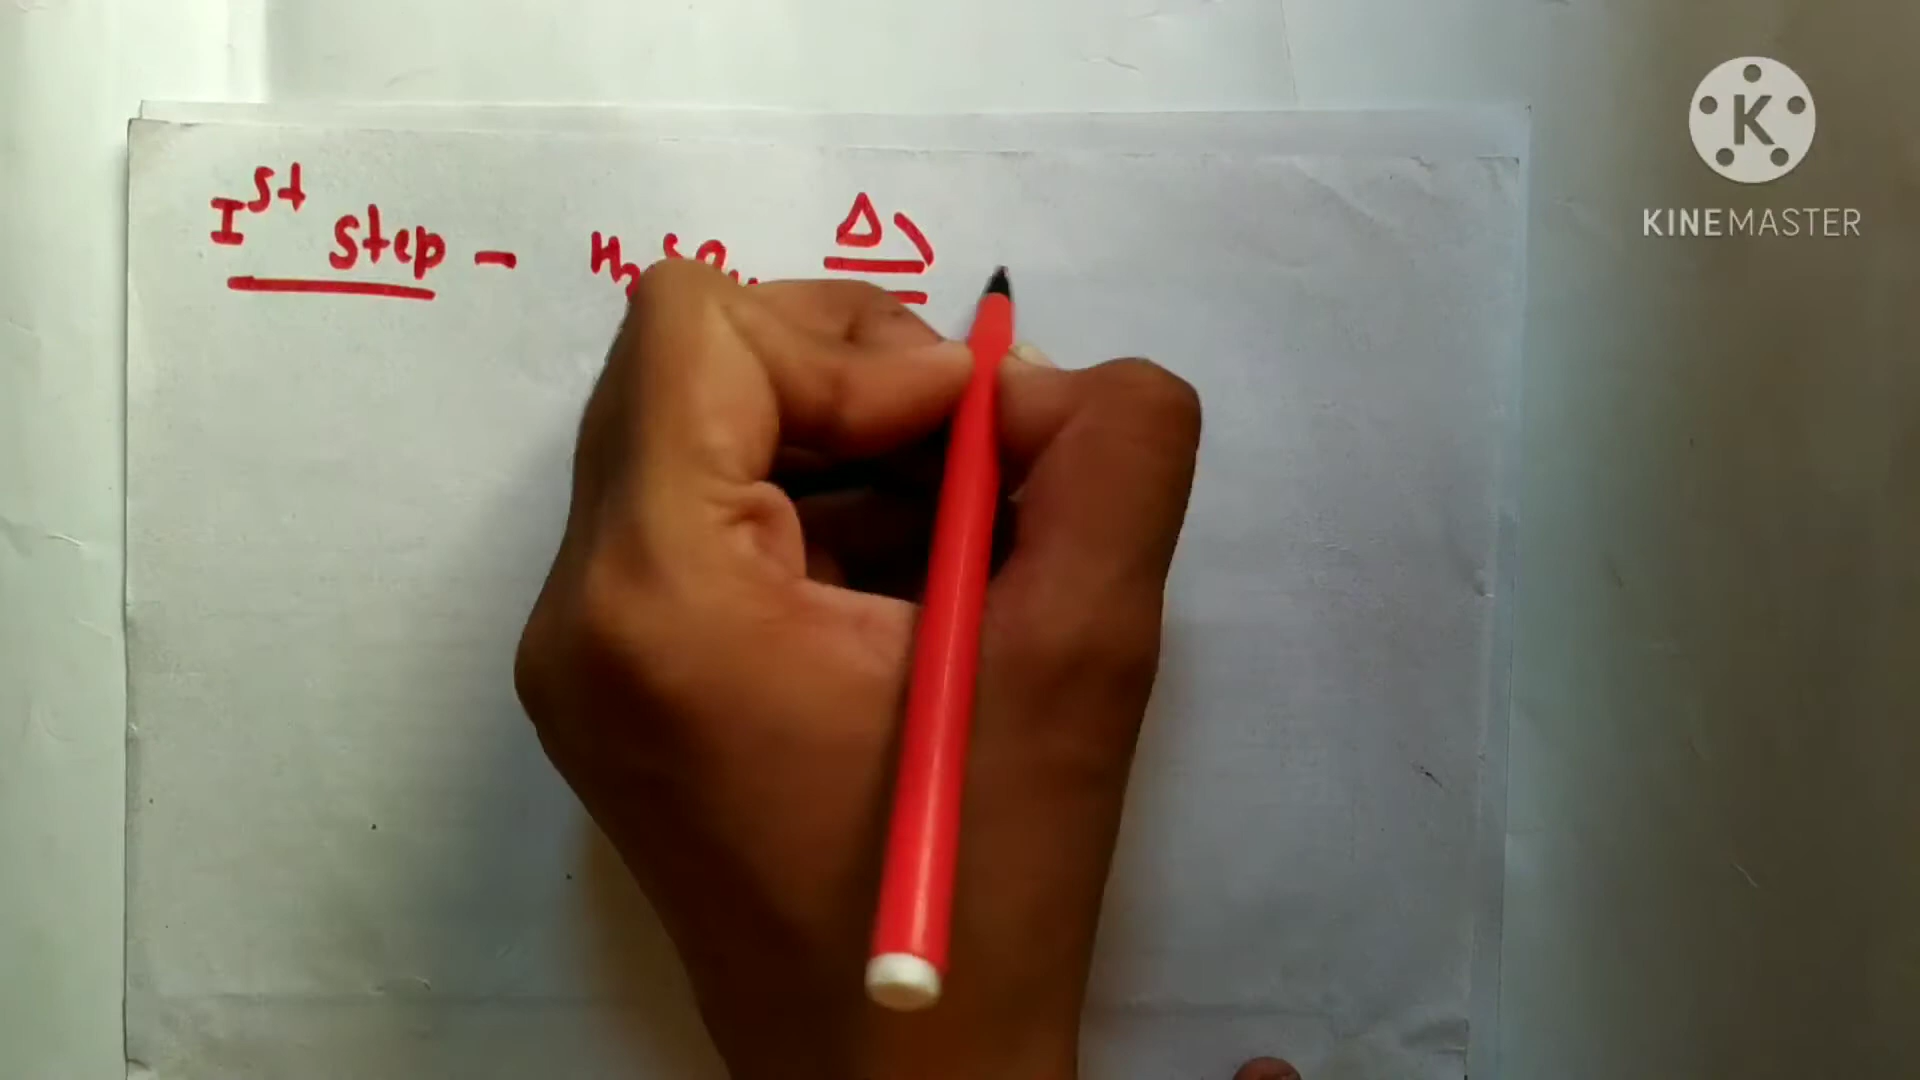 Ist step - H2SO4 Δ
K
KINEMASTER